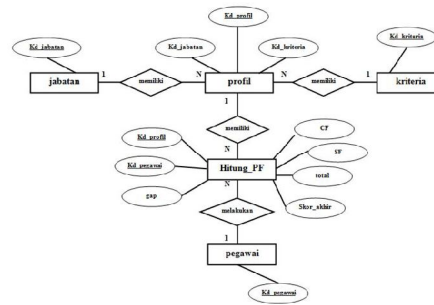 Kd_profil
Kd_jabatan
Kd_jabatan
Kd_kriteria
Kd_kriteria
jabatan
1
memiliki
N
profil
N
memiliki
1
kriteria
1
memiliki
N
Kd_profil
CF
Kd_pegawai
Hitung_PF
SF
gap
total
N
Skor_akhir
melakukan
1
pegawai
Kd_pegawai